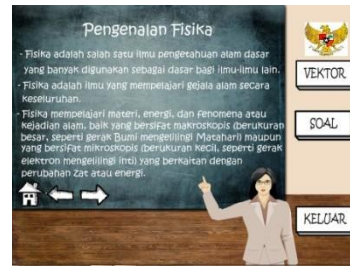 Pengenalan Fisika
- Fisika adalah salah satu ilmu pengetahuan alam dasar
yang banyak digunakan sebagai dasar bagi ilmu-ilmu lain.
- Fisika adalah ilmu yang mempelajari gejala alam secara
keseluruhan.
- Fisika mempelajari materi, energi, dan fenomena atau
kejadian alam, baik yang bersifat makroskopis (berukuran
besar, seperti gerak Bumi mengelilingi Matahari) maupun
yang bersifat mikroskopis (berukuran kecil, seperti gerak
elektron mengelilingi inti) yang berkaitan dengan
perubahan zat atau energi.
VEKTOR
SOAL
KELUAR